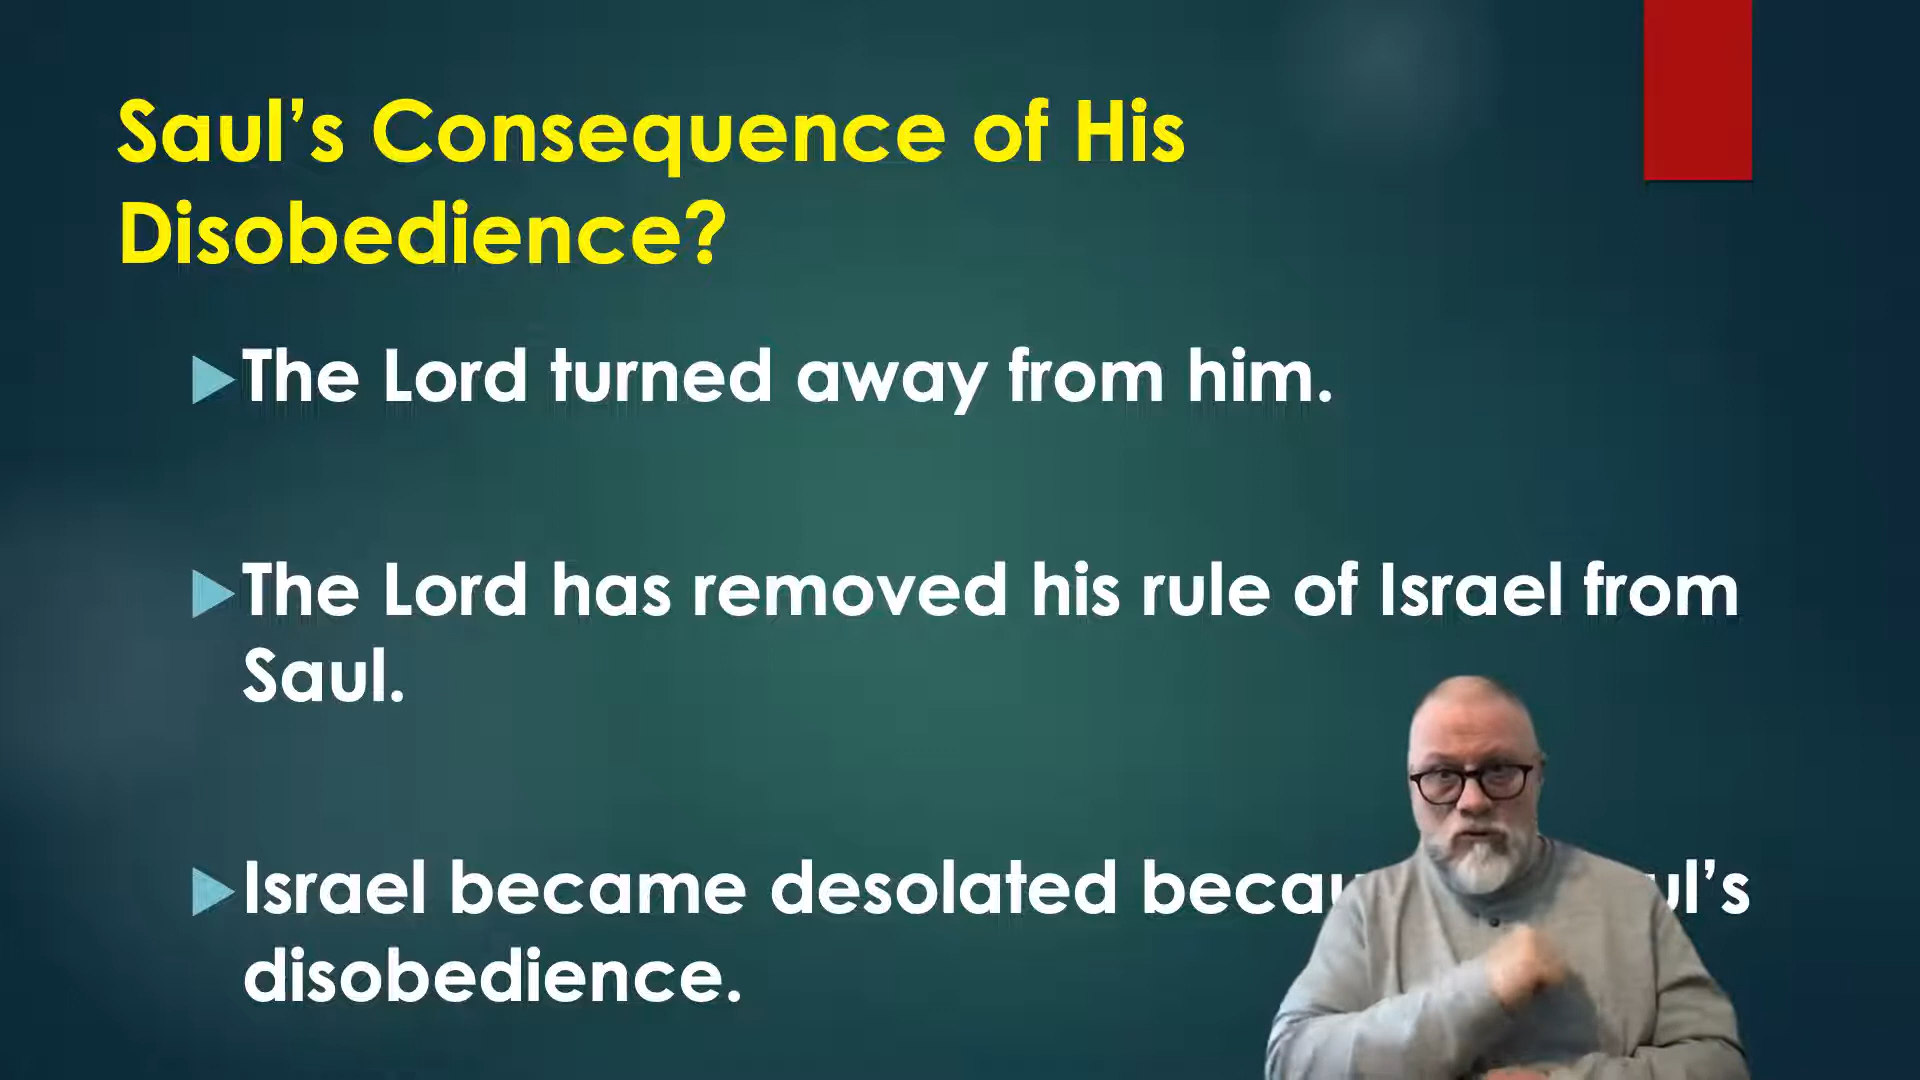 Saul’s Consequence of His
Disobedience?
The Lord turned away from him.
The Lord has removed his rule of Israel from
Saul.
Israel became desolated
disobedience.